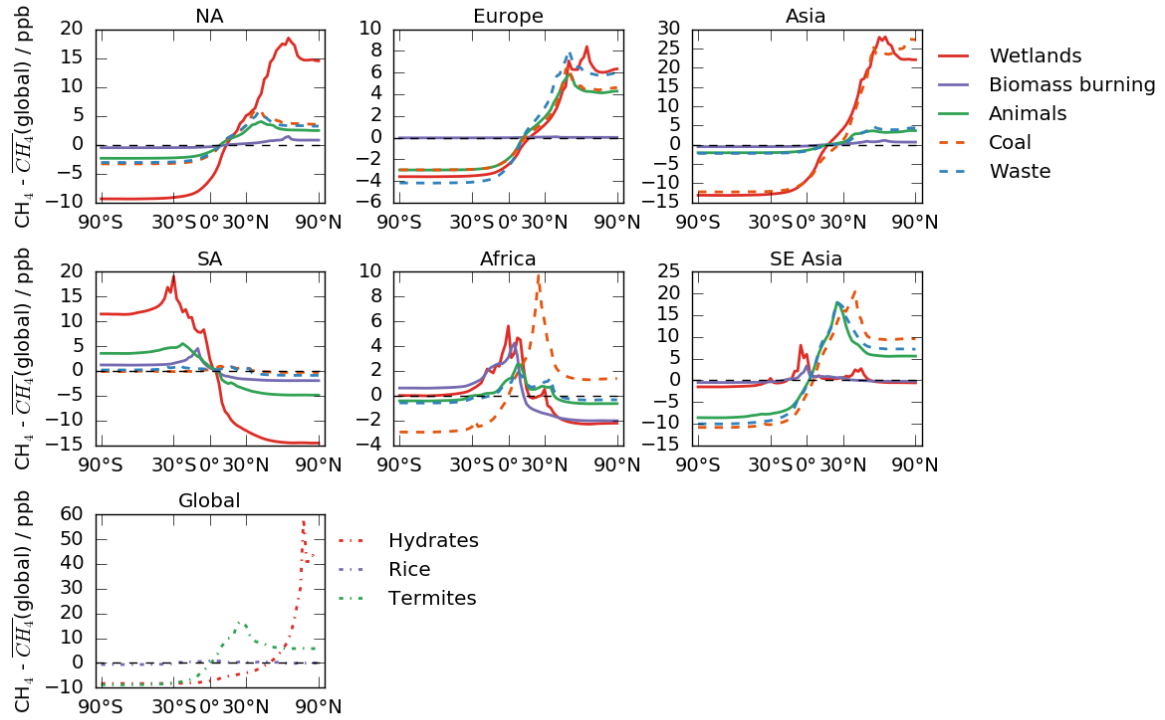 NA
Europe
Asia
CH₄ - CH₄(global) / ppb
20
15
10
5
0
−5
−10
90°S 30°S 0° 30°N 90°N
10
8
6
4
2
0
−2
−4
−6
90°S 30°S 0° 30°N 90°N
30
25
20
15
10
5
0
−5
−10
−15
90°S 30°S 0° 30°N 90°N
Wetlands
Biomass burning
Animals
Coal
Waste
SA
Africa
SE Asia
CH₄ - CH₄(global) / ppb
20
15
10
5
0
−5
−10
−15
90°S 30°S 0° 30°N 90°N
10
8
6
4
2
0
−2
−4
90°S 30°S 0° 30°N 90°N
25
20
15
10
5
0
−5
−10
−15
90°S 30°S 0° 30°N 90°N
Global
CH₄ - CH₄(global) / ppb
60
50
40
30
20
10
0
−10
90°S 30°S 0° 30°N 90°N
Hydrates
Rice
Termites